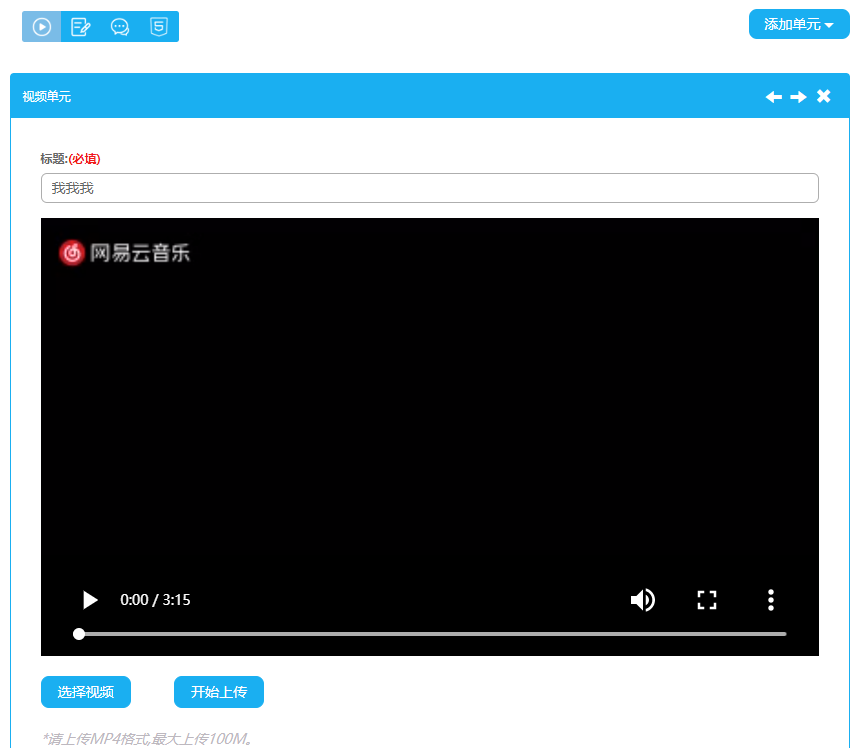 添加单元
视频单元
标题:(必填)
我我我
网易云音乐
0:00 / 3:15
选择视频
开始上传
*请上传MP4格式,最大上传100M。